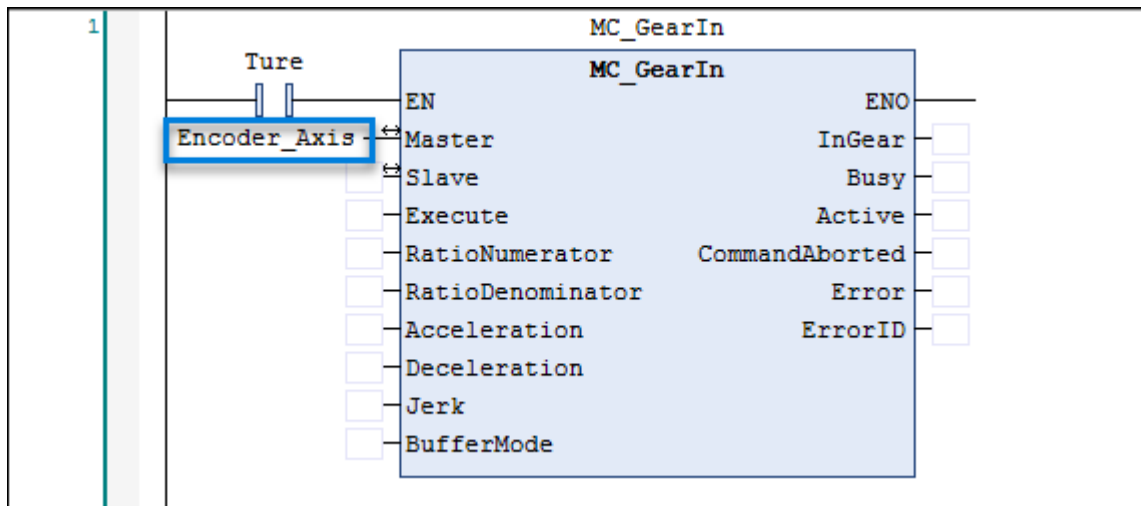 1
MC_GearIn
Ture
MC_GearIn
EN ENO
Encoder_Axis Master InGear
Slave Busy
Execute Active
RatioNumerator CommandAborted
RatioDenominator Error
Acceleration ErrorID
Deceleration
Jerk
BufferMode